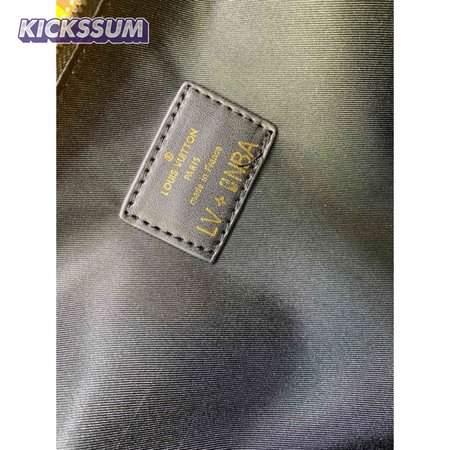 KICKSSUM
LOUIS VUITTON
PARIS
made in France
LV + NBA